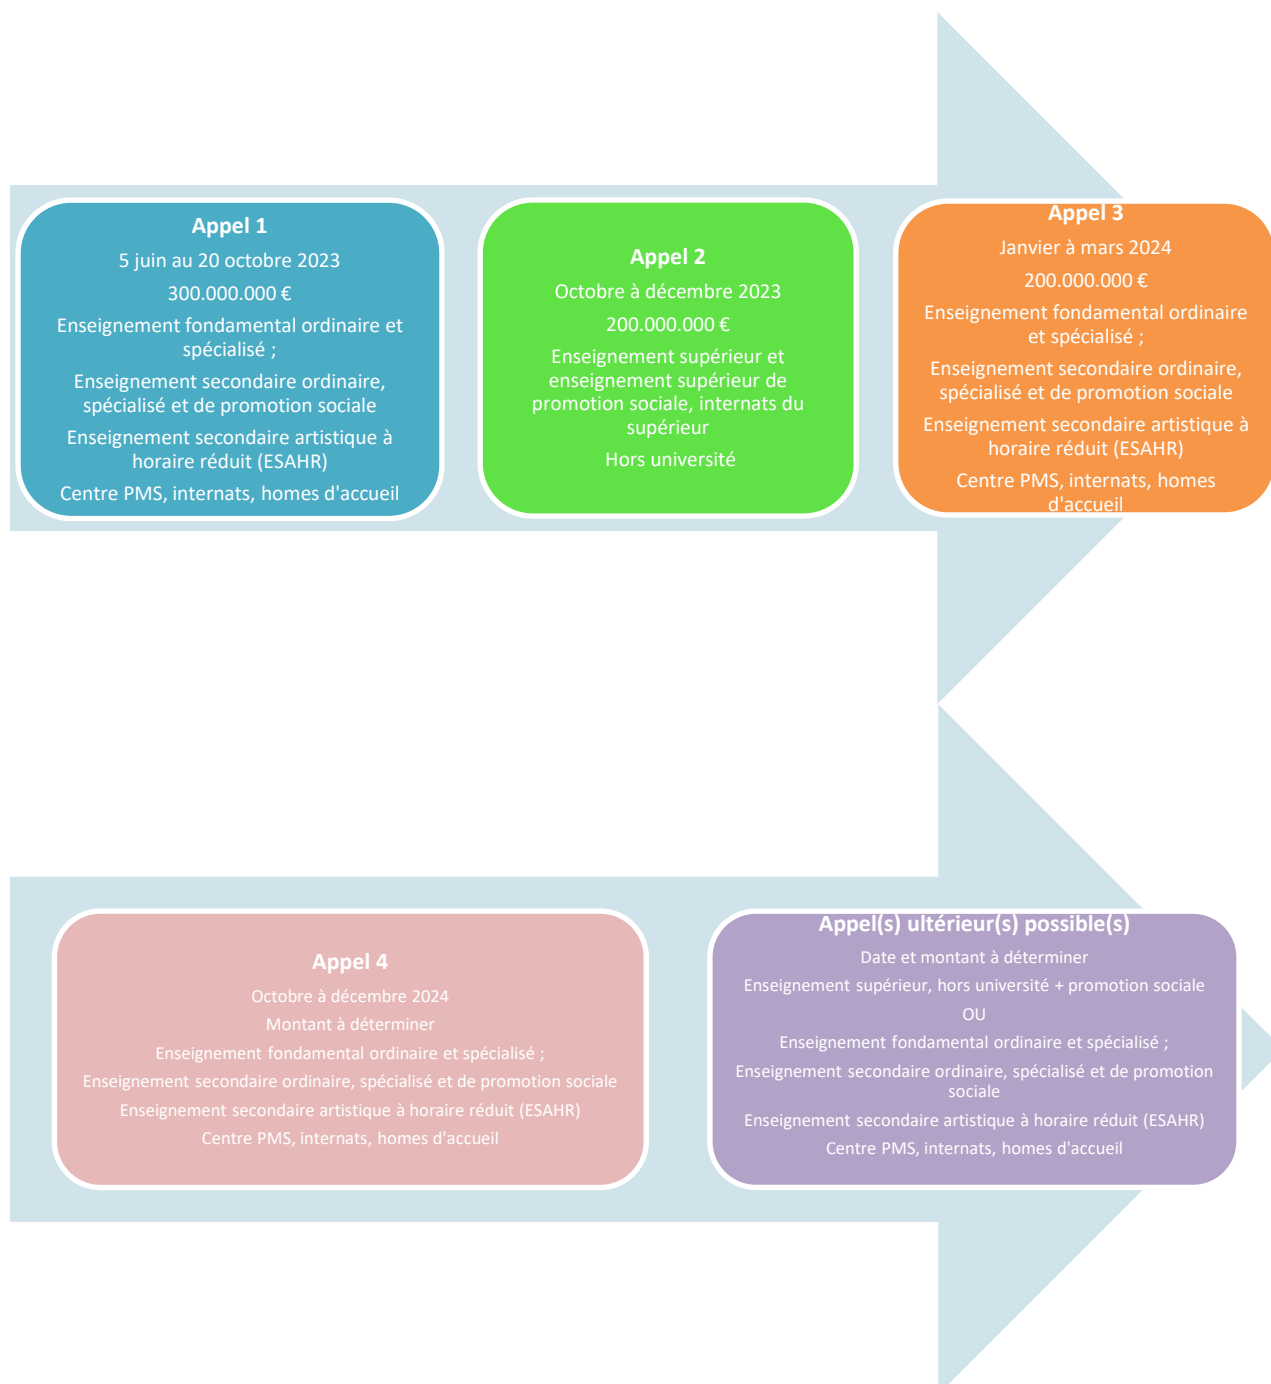 Appel 1
5 juin au 20 octobre 2023
300.000.000 €
Enseignement fondamental ordinaire et
spécialisé ;
Enseignement secondaire ordinaire,
spécialisé et de promotion sociale
Enseignement secondaire artistique à
horaire réduit (ESAHR)
Centre PMS, internats, homes d'accueil
Appel 2
Octobre à décembre 2023
200.000.000 €
Enseignement supérieur et
enseignement supérieur de
promotion sociale, internats du
supérieur
Hors université
Appel 3
Janvier à mars 2024
200.000.000 €
Enseignement fondamental ordinaire
et spécialisé ;
Enseignement secondaire ordinaire,
spécialisé et de promotion sociale
Enseignement secondaire artistique à
horaire réduit (ESAHR)
Centre PMS, internats, homes
d'accueil
Appel 4
Octobre à décembre 2024
Montant à déterminer
Enseignement fondamental ordinaire et spécialisé ;
Enseignement secondaire ordinaire, spécialisé et de promotion sociale
Enseignement secondaire artistique à horaire réduit (ESAHR)
Centre PMS, internats, homes d'accueil
Appel(s) ultérieur(s) possible(s)
Date et montant à déterminer
Enseignement supérieur, hors université + promotion sociale
OU
Enseignement fondamental ordinaire et spécialisé ;
Enseignement secondaire ordinaire, spécialisé et de promotion
sociale
Enseignement secondaire artistique à horaire réduit (ESAHR)
Centre PMS, internats, homes d'accueil